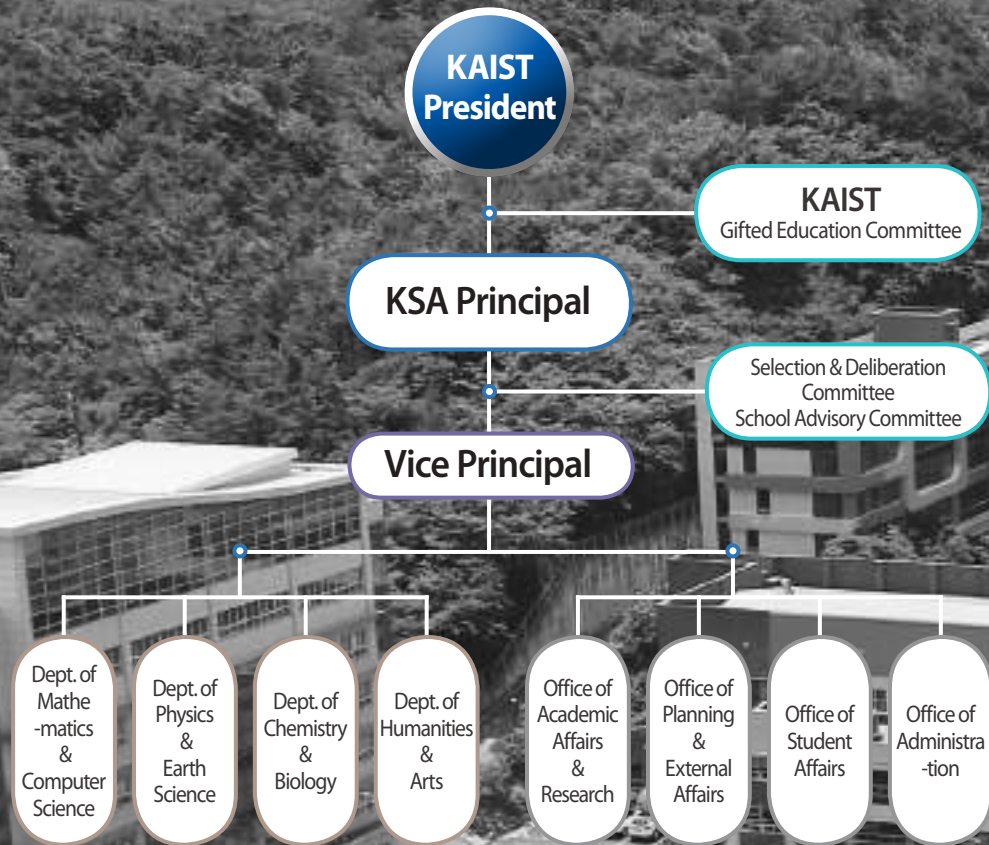 KAIST
President
KAIST
Gifted Education Committee
KSA Principal
Selection & Deliberation
Committee
School Advisory Committee
Vice Principal
Dept. of
Mathe
-matics
&
Computer
Science
Dept. of
Physics
&
Earth
Science
Dept. of
Chemistry
&
Biology
Dept. of
Humanities
&
Arts
Office of
Academic
Affairs
&
Research
Office of
Planning
&
External
Affairs
Office of
Student
Affairs
Office of
Administra
-tion